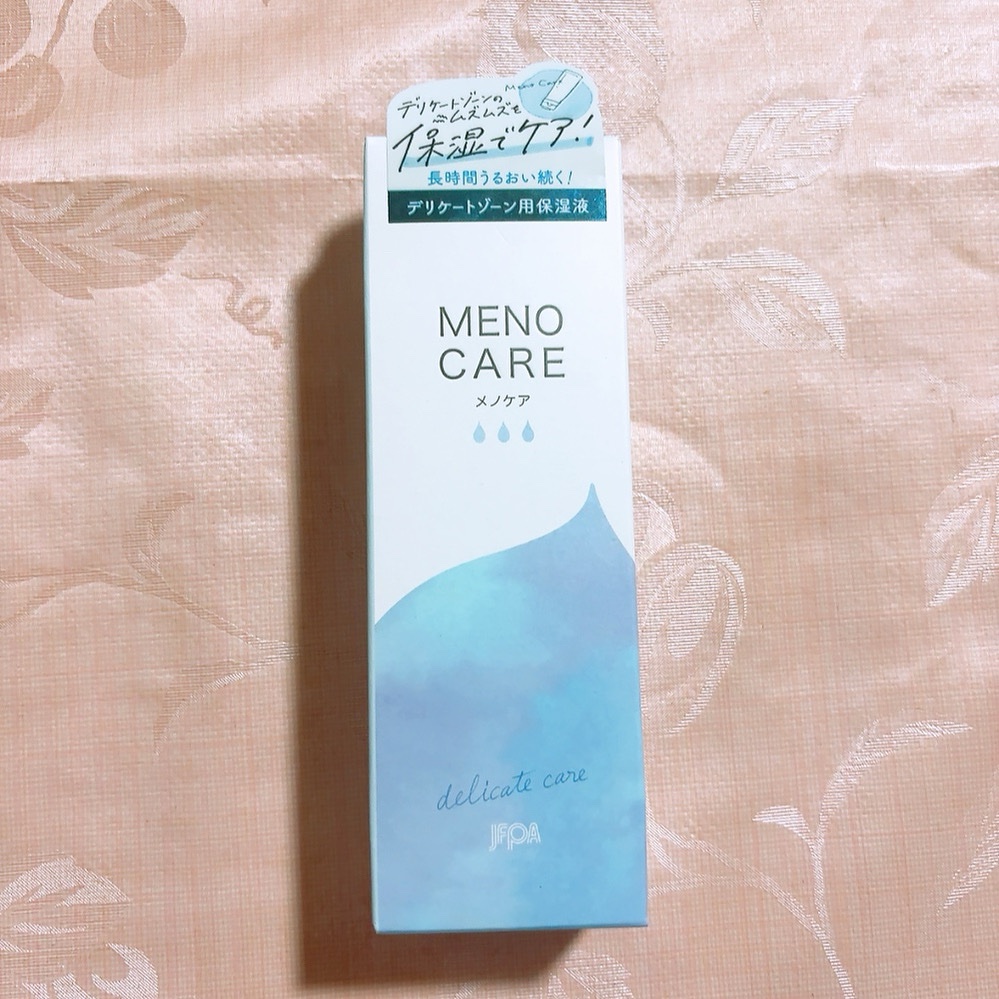 デリケートゾーンの
ムズムズを
Meno Care
保湿でケア!
長時間うるおい続く!
デリケートゾーン用保湿液
MENO
CARE
メノケア
delicate care
JFPA